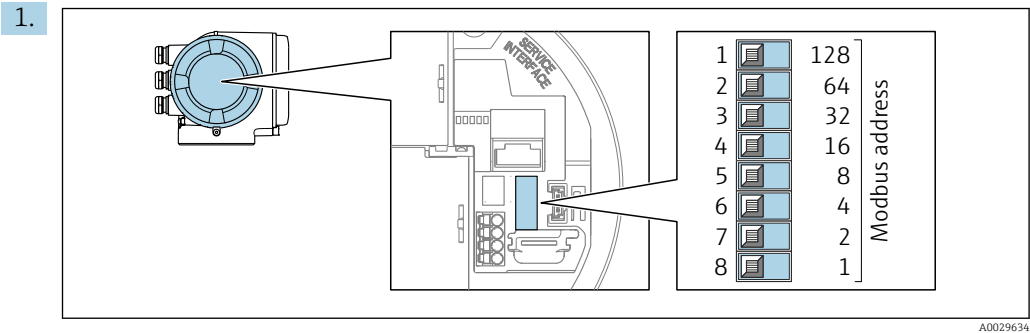 1.
SERVICE
INTERFACE
1 128
2 64
3 32
4 16
5 8
6 4
7 2
8 1
Modbus address
A0029634